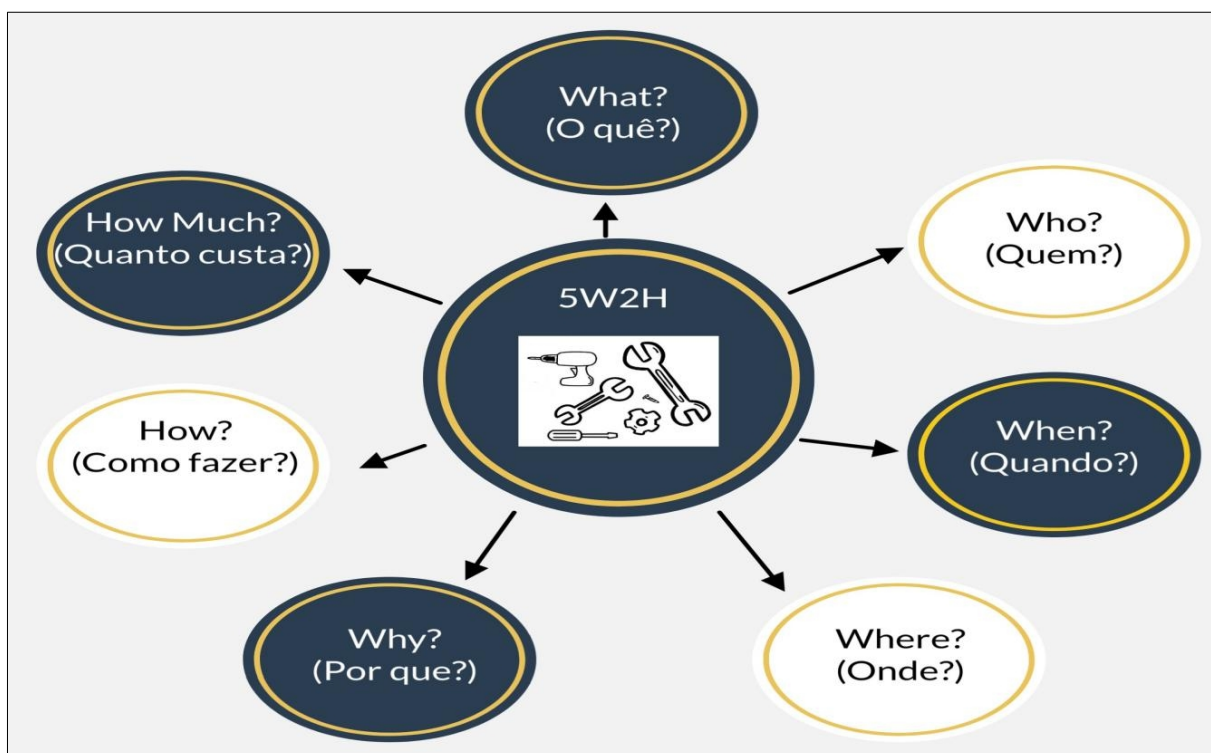 What?
(O quê?)
How Much?
(Quanto custa?)
Who?
(Quem?)
5W2H
How?
(Como fazer?)
When?
(Quando?)
Why?
(Por que?)
Where?
(Onde?)